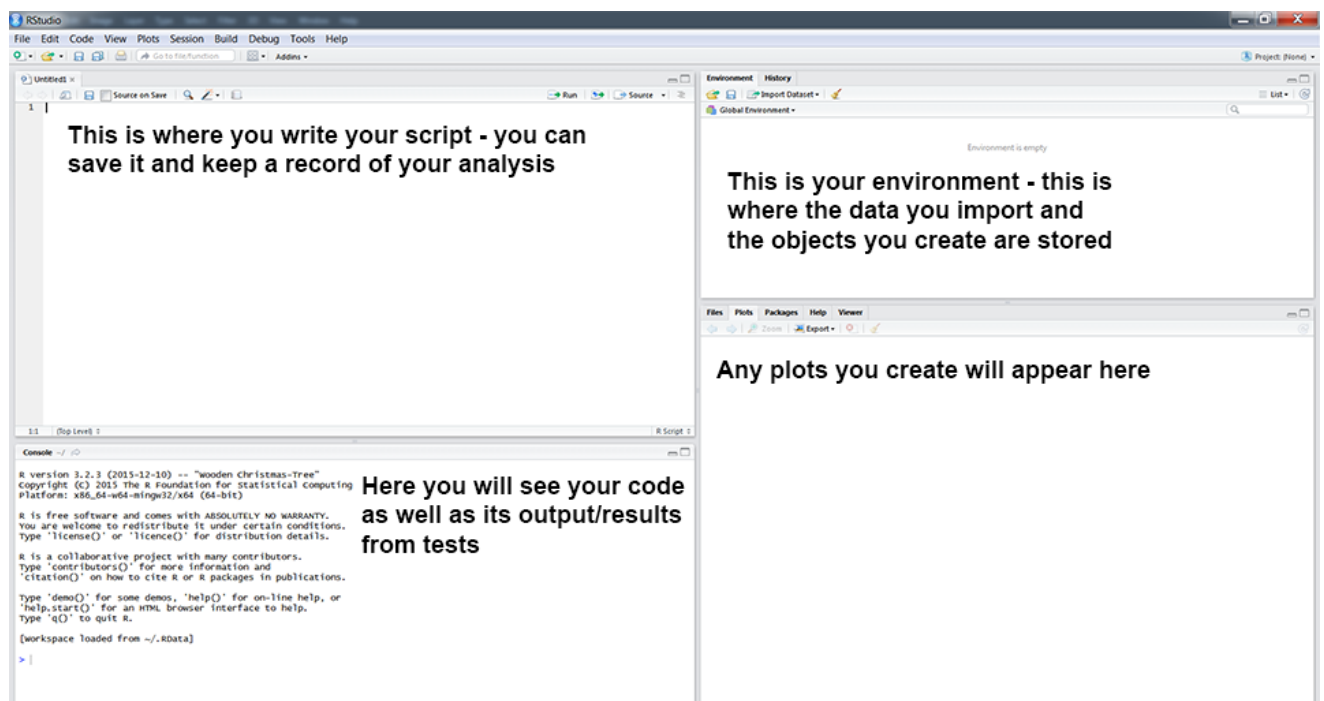 RStudio
File Edit Code View Plots Session Build Debug Tools Help
Go to file/function Addins Project: (None)
Untitled1
Source on Save Run Source
1
This is where you write your script - you can
save it and keep a record of your analysis
1:1 (Top Level) R Script
Console ~/
R version 3.2.3 (2015-12-10) -- "Wooden Christmas-Tree"
Copyright (C) 2015 The R Foundation for Statistical Computing
Platform: x86_64-w64-mingw32/x64 (64-bit)
R is free software and comes with ABSOLUTELY NO WARRANTY.
You are welcome to redistribute it under certain conditions.
Type 'license()' or 'licence()' for distribution details.
R is a collaborative project with many contributors.
Type 'contributors()' for more information and
'citation()' on how to cite R or R packages in publications.
Type 'demo()' for some demos, 'help()' for on-line help, or
'help.start()' for an HTML browser interface to help.
Type 'q()' to quit R.
[Workspace loaded from ~/.RData]
>
Here you will see your code
as well as its output/results
from tests
Environment History
Import Dataset List
Global Environment
Environment is empty
This is your environment - this is
where the data you import and
the objects you create are stored
Files Plots Packages Help Viewer
Zoom Export
Any plots you create will appear here